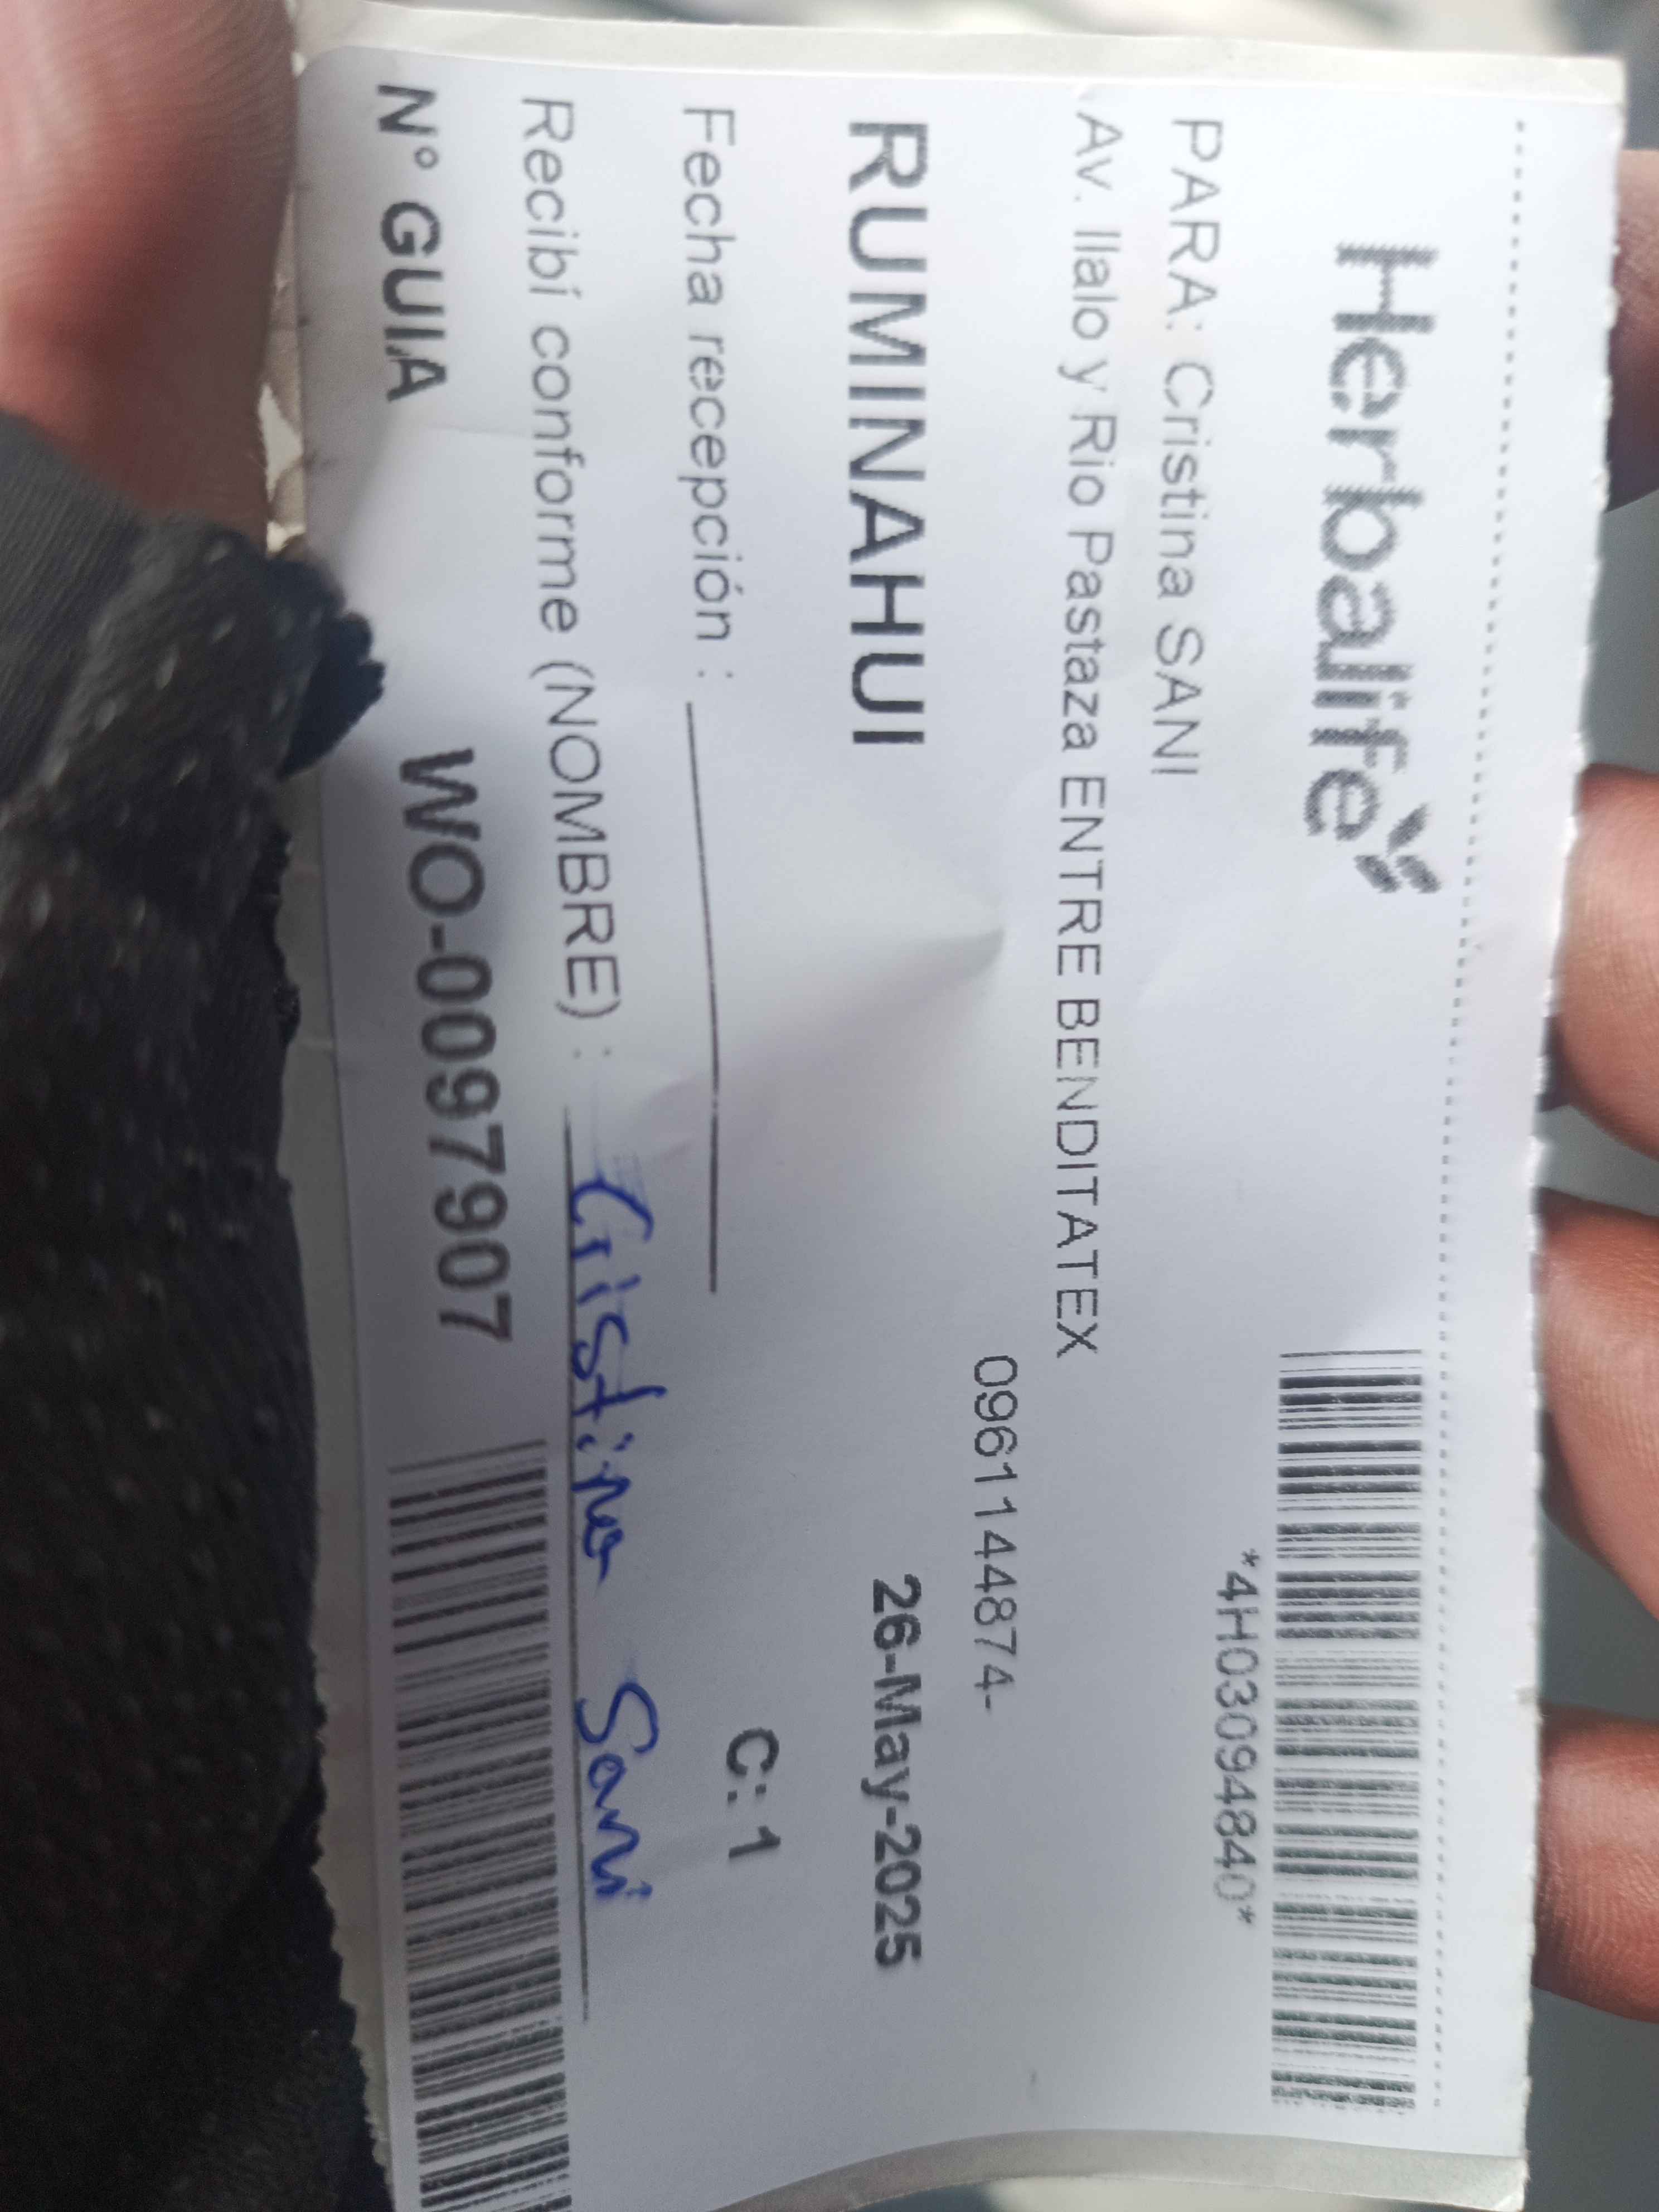 Herbalife
*4H03094840*
PARA: Cristina SANI
Av. Ilalo y Rio Pastaza ENTRE BENDITATEX
0961144874-
RUMINAHUI 26-May-2025
Fecha recepción : C: 1
Recibí conforme (NOMBRE) : Cristina Sani
N° GUIA WO-00979907